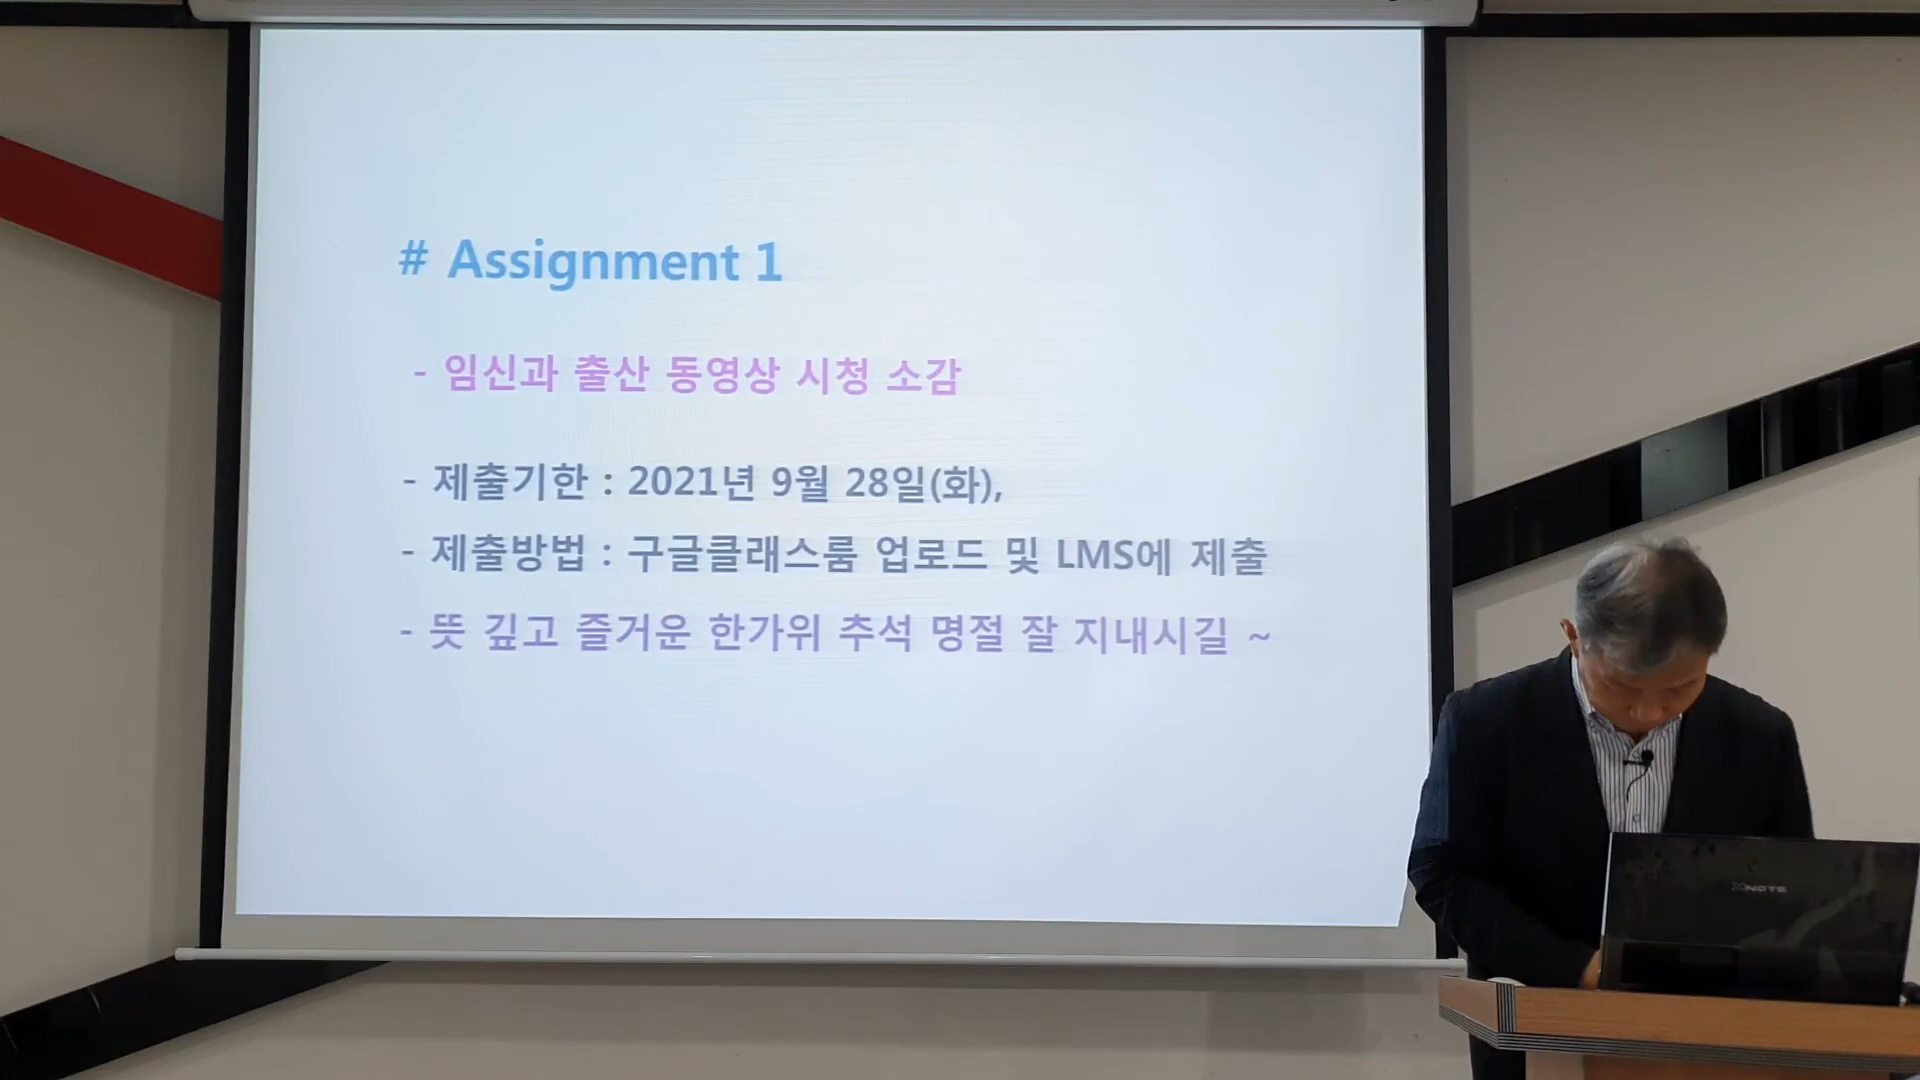 # Assignment 1
- 임신과 출산 동영상 시청 소감
- 제출기한 : 2021년 9월 28일(화),
- 제출방법 : 구글클래스룸 업로드 및 LMS에 제출
- 뜻 깊고 즐거운 한가위 추석 명절 잘 지내시길 ~
XNOTE